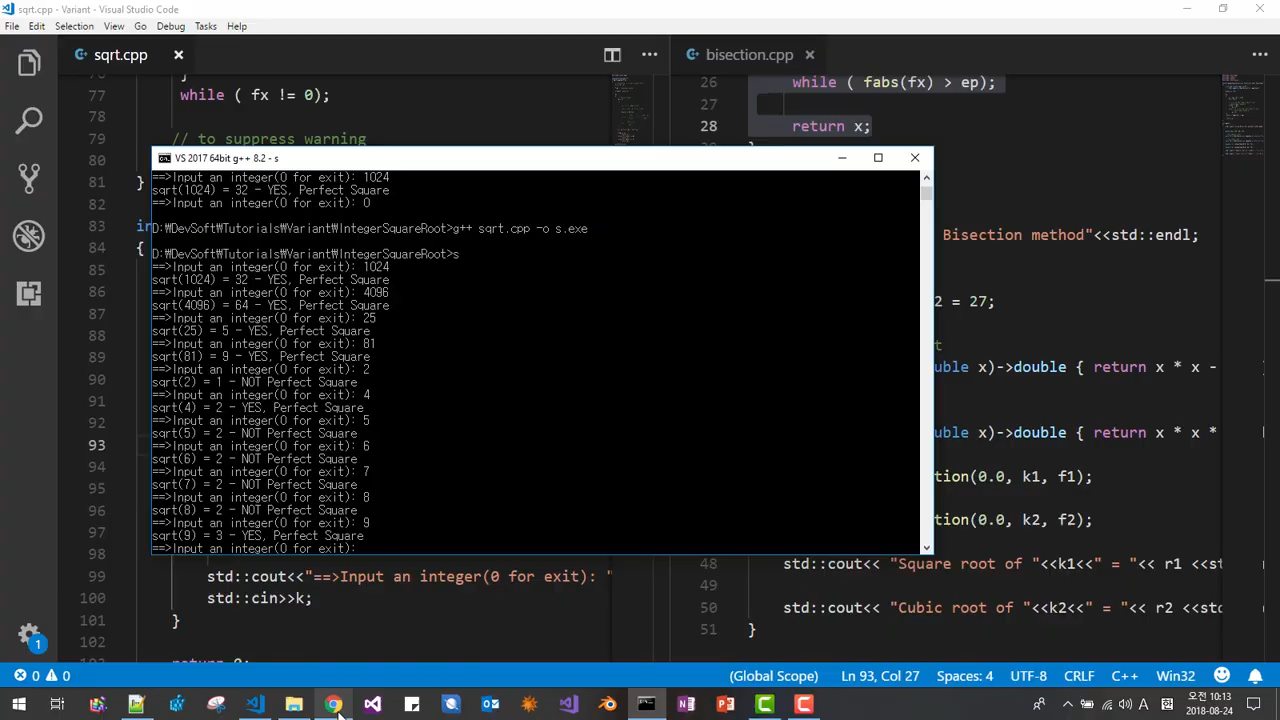 sqrt.cpp - Variant - Visual Studio Code
File Edit Selection View Go Debug Tasks Help
sqrt.cpp
bisection.cpp
77 while ( fx != 0);
78
79 // to suppress warning
80
81 }
83
84 {
85
86
87
88
89
90
91
92
93
94
95
96
97
98
99 std::cout<<"==>Input an integer(0 for exit): "
100 std::cin>>k;
101 }
102
26 while ( fabs(fx) > ep);
27
28 return x;
Bisection method"<<std::endl;
2 = 27;
uble x)->double { return x * x -
uble x)->double { return x * x *
tion(0.0, k1, f1);
tion(0.0, k2, f2);
48 std::cout<< "Square root of "<<k1<<" = "<< r1 <<st
49
50 std::cout<< "Cubic root of "<<k2<<" = "<< r2 <<std
51 }
VS 2017 64bit g++ 8.2 - s
==>Input an integer(0 for exit): 1024
sqrt(1024) = 32 - YES, Perfect Square
==>Input an integer(0 for exit): 0
D:₩DevSoft₩Tutorials₩Variant₩IntegerSquareRoot>g++ sqrt.cpp -o s.exe
D:₩DevSoft₩Tutorials₩Variant₩IntegerSquareRoot>s
==>Input an integer(0 for exit): 1024
sqrt(1024) = 32 - YES, Perfect Square
==>Input an integer(0 for exit): 4096
sqrt(4096) = 64 - YES, Perfect Square
==>Input an integer(0 for exit): 25
sqrt(25) = 5 - YES, Perfect Square
==>Input an integer(0 for exit): 81
sqrt(81) = 9 - YES, Perfect Square
==>Input an integer(0 for exit): 2
sqrt(2) = 1 - NOT Perfect Square
==>Input an integer(0 for exit): 4
sqrt(4) = 2 - YES, Perfect Square
==>Input an integer(0 for exit): 5
sqrt(5) = 2 - NOT Perfect Square
==>Input an integer(0 for exit): 6
sqrt(6) = 2 - NOT Perfect Square
==>Input an integer(0 for exit): 7
sqrt(7) = 2 - NOT Perfect Square
==>Input an integer(0 for exit): 8
sqrt(8) = 2 - NOT Perfect Square
==>Input an integer(0 for exit): 9
sqrt(9) = 3 - YES, Perfect Square
==>Input an integer(0 for exit):
1
0 0 (Global Scope) Ln 93, Col 27 Spaces: 4 UTF-8 CRLF C++ Win32
오전 10:13
2018-08-24